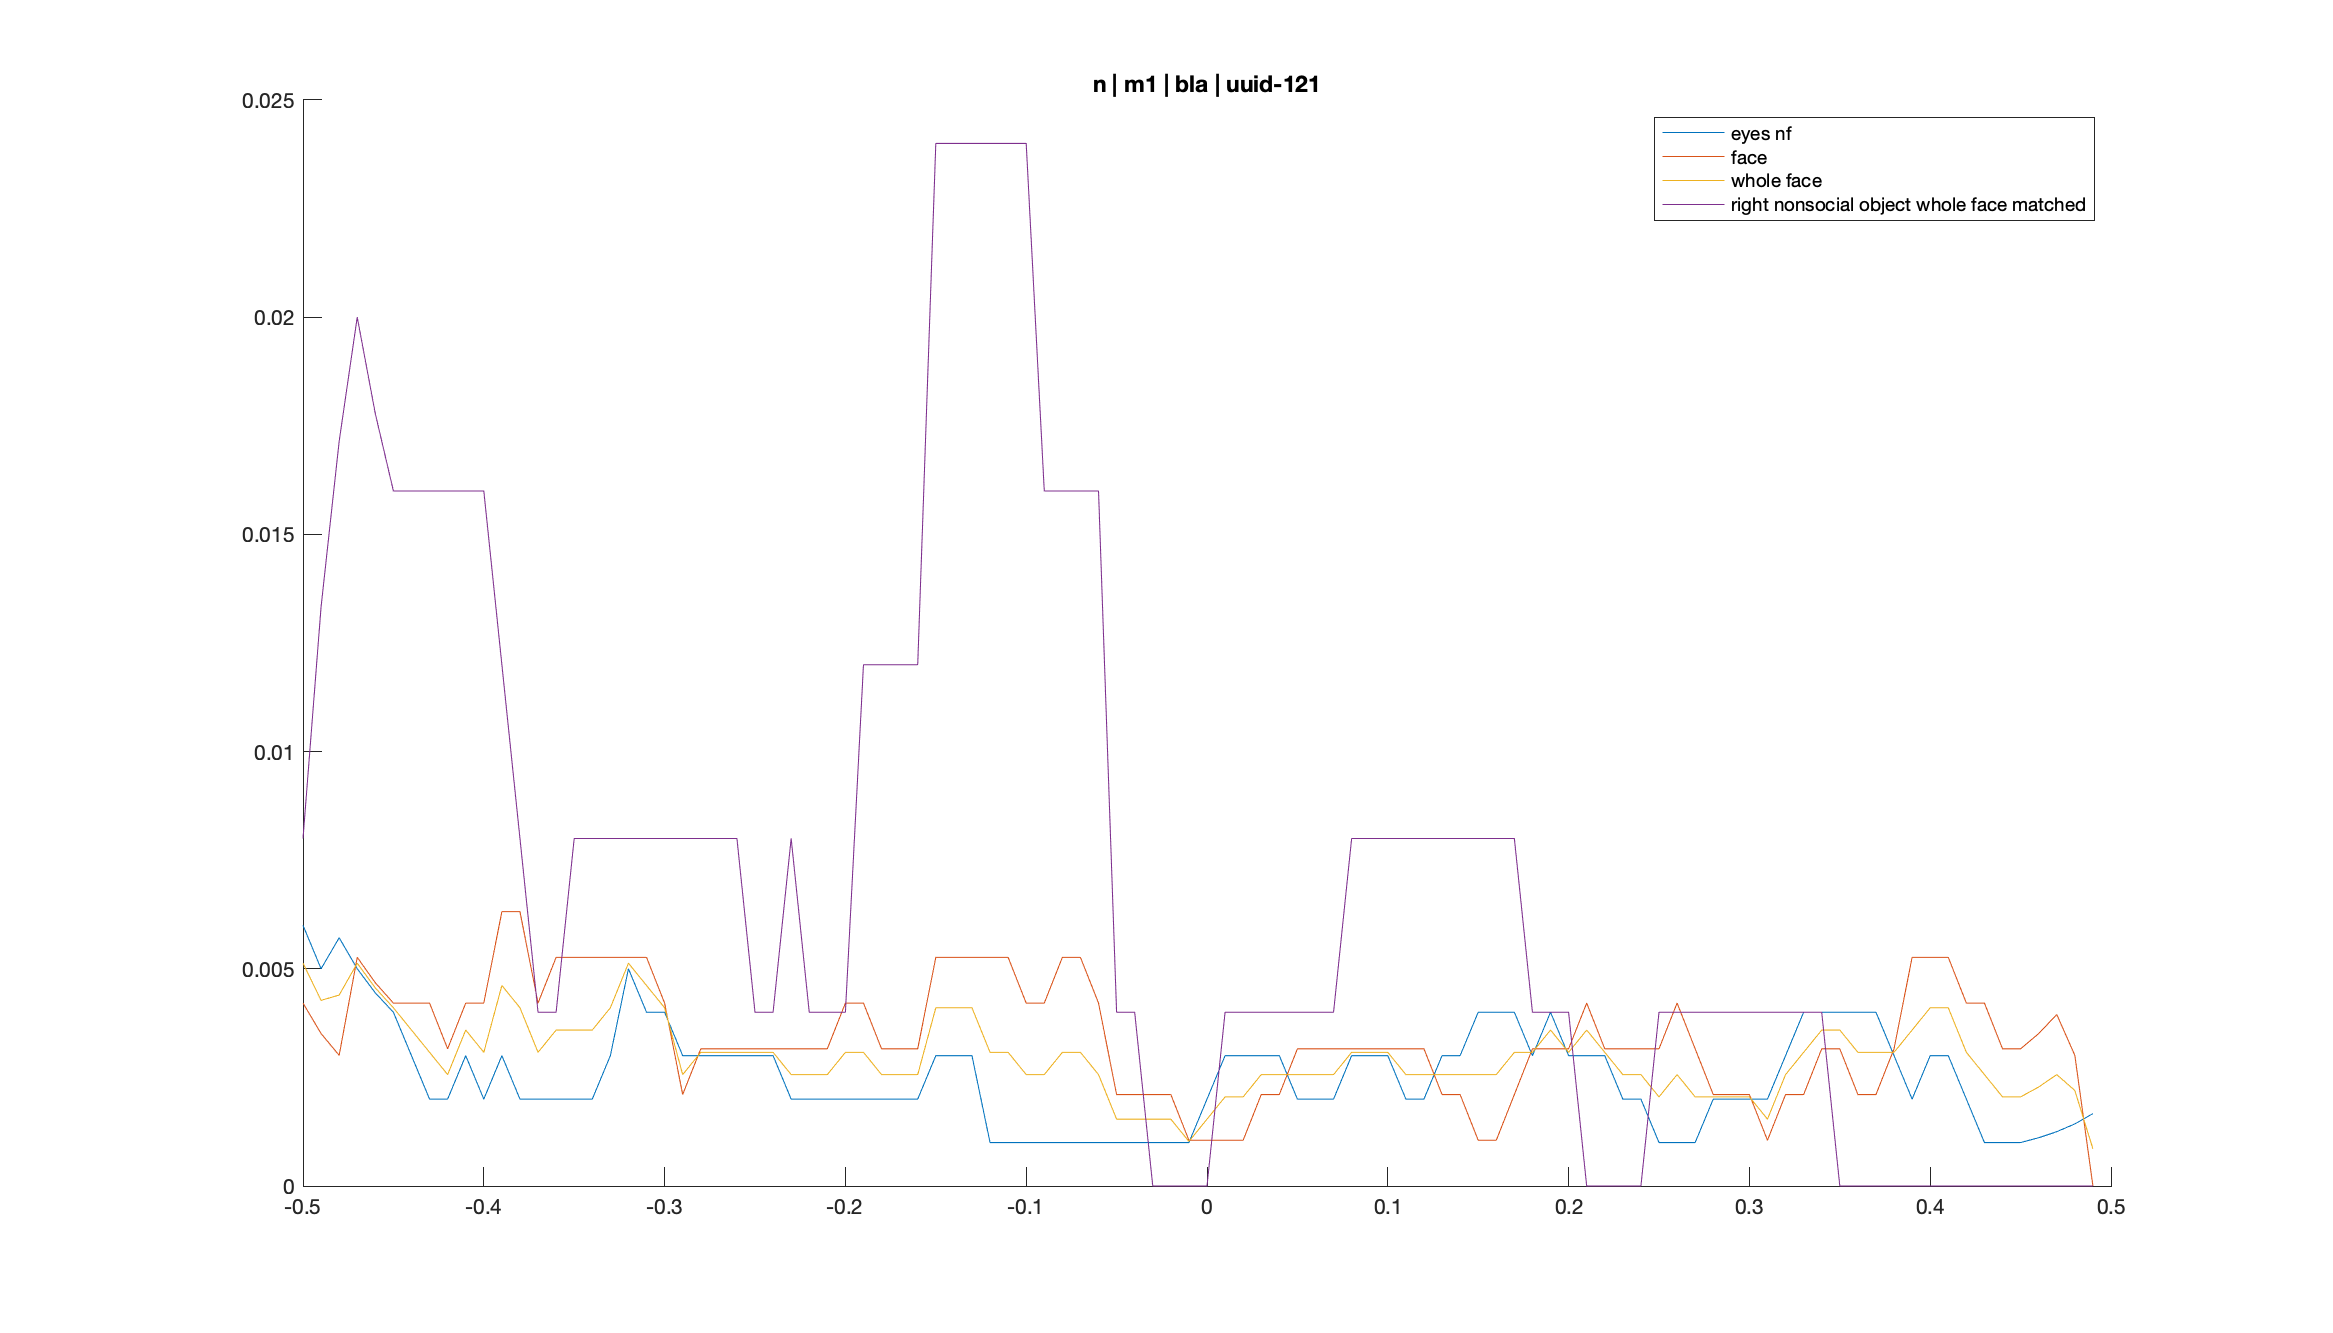 n | m1 | bla | uuid-121
0.025
0.02
0.015
0.01
0.005
0
-0.5 -0.4 -0.3 -0.2 -0.1 0 0.1 0.2 0.3 0.4 0.5
eyes nf
face
whole face
right nonsocial object whole face matched